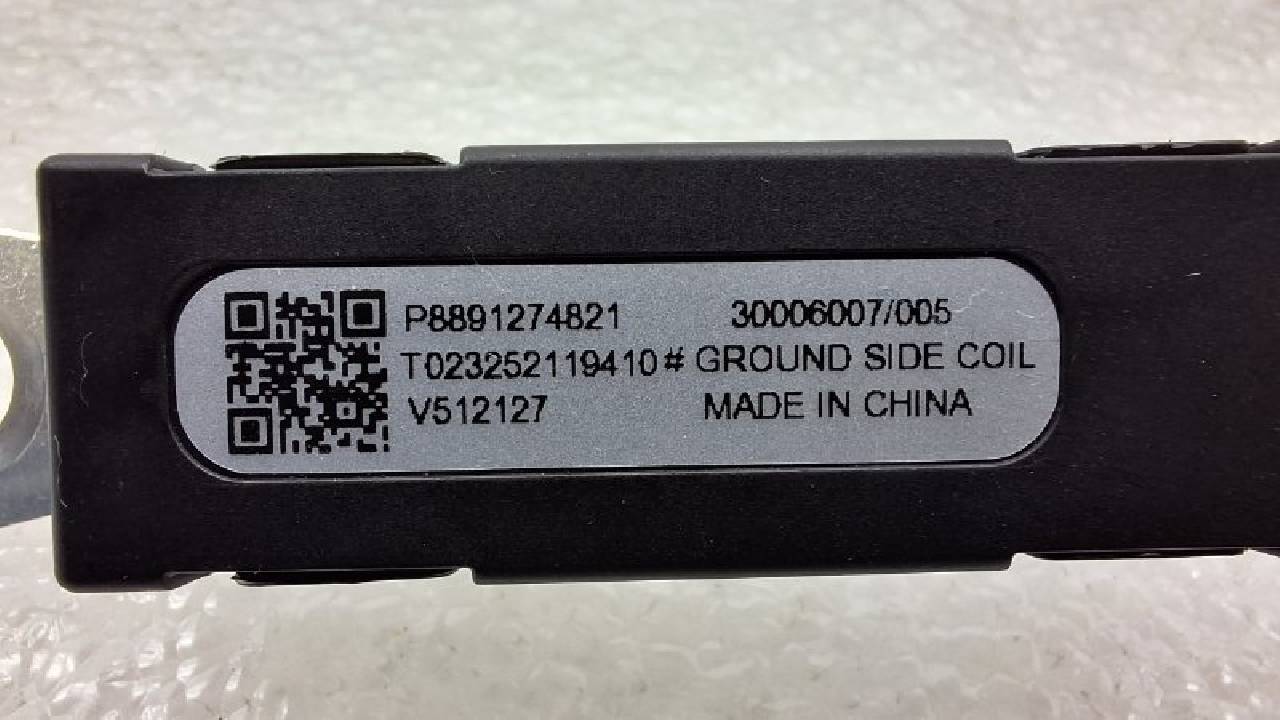 P8891274821 30006007/005
T023252119410# GROUND SIDE COIL
V512127 MADE IN CHINA